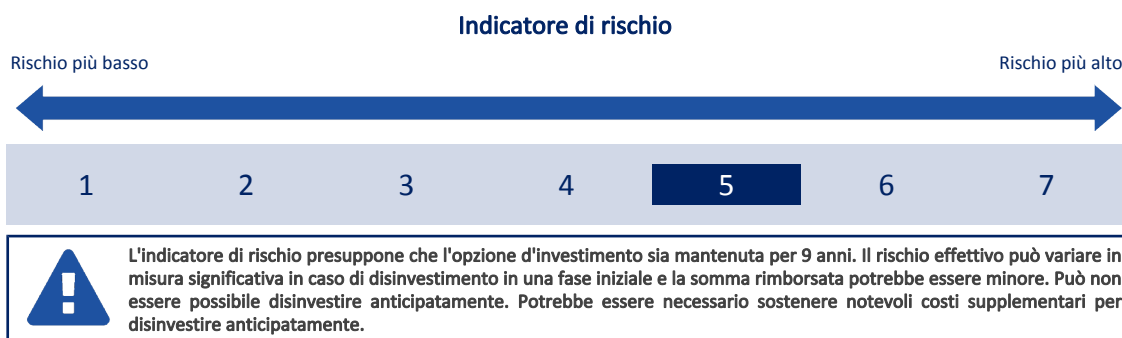 Indicatore di rischio
Rischio più basso
Rischio più alto
1 2 3 4 5 6 7
L'indicatore di rischio presuppone che l'opzione d'investimento sia mantenuta per 9 anni. Il rischio effettivo può variare in
misura significativa in caso di disinvestimento in una fase iniziale e la somma rimborsata potrebbe essere minore. Può non
essere possibile disinvestire anticipatamente. Potrebbe essere necessario sostenere notevoli costi supplementari per
disinvestire anticipatamente.